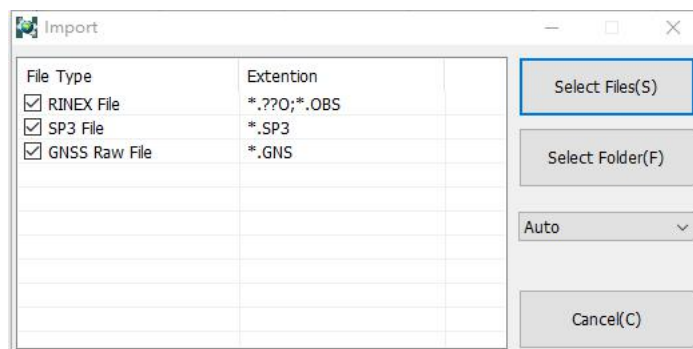 Import
File Type Extention
RINEX File *.??O;*.OBS
SP3 File *.SP3
GNSS Raw File *.GNS
Select Files(S)
Select Folder(F)
Auto
Cancel(C)